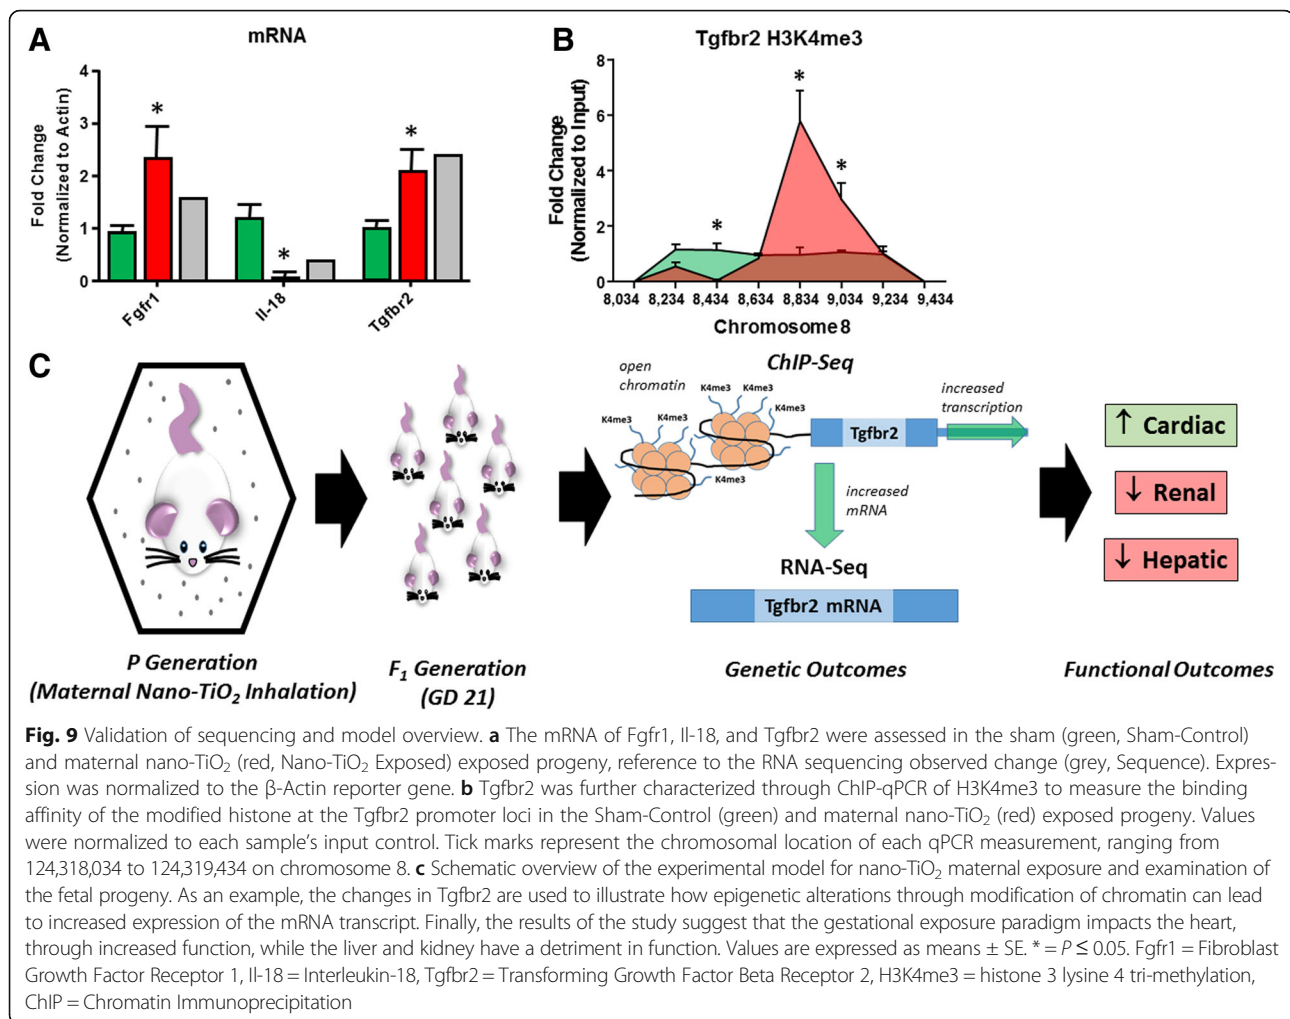 A
mRNA
Fold Change
(Normalized to Actin)
4
3
2
1
0
*
*
*
Fgfr1
Il-18
Tgfbr2
B
Tgfbr2 H3K4me3
Fold Change
(Normalized to Input)
8
6
4
2
0
*
*
*
8,034
8,234
8,434
8,634
8,834
9,034
9,234
9,434
Chromosome 8
C
P Generation
(Maternal Nano-TiO₂ Inhalation)
F₁ Generation
(GD 21)
ChIP-Seq
open
chromatin
K4me3
K4me3
K4me3
K4me3
K4me3
K4me3
K4me3
Tgfbr2
increased
transcription
increased
mRNA
RNA-Seq
Tgfbr2 mRNA
Genetic Outcomes
↑ Cardiac
↓ Renal
↓ Hepatic
Functional Outcomes
Fig. 9 Validation of sequencing and model overview. a The mRNA of Fgfr1, Il-18, and Tgfbr2 were assessed in the sham (green, Sham-Control)
and maternal nano-TiO₂ (red, Nano-TiO₂ Exposed) exposed progeny, reference to the RNA sequencing observed change (grey, Sequence). Expres-
sion was normalized to the β-Actin reporter gene. b Tgfbr2 was further characterized through ChIP-qPCR of H3K4me3 to measure the binding
affinity of the modified histone at the Tgfbr2 promoter loci in the Sham-Control (green) and maternal nano-TiO₂ (red) exposed progeny. Values
were normalized to each sample's input control. Tick marks represent the chromosomal location of each qPCR measurement, ranging from
124,318,034 to 124,319,434 on chromosome 8. c Schematic overview of the experimental model for nano-TiO₂ maternal exposure and examination of
the fetal progeny. As an example, the changes in Tgfbr2 are used to illustrate how epigenetic alterations through modification of chromatin can lead
to increased expression of the mRNA transcript. Finally, the results of the study suggest that the gestational exposure paradigm impacts the heart,
through increased function, while the liver and kidney have a detriment in function. Values are expressed as means ± SE. * = P ≤ 0.05. Fgfr1 = Fibroblast
Growth Factor Receptor 1, Il-18 = Interleukin-18, Tgfbr2 = Transforming Growth Factor Beta Receptor 2, H3K4me3 = histone 3 lysine 4 tri-methylation,
ChIP = Chromatin Immunoprecipitation